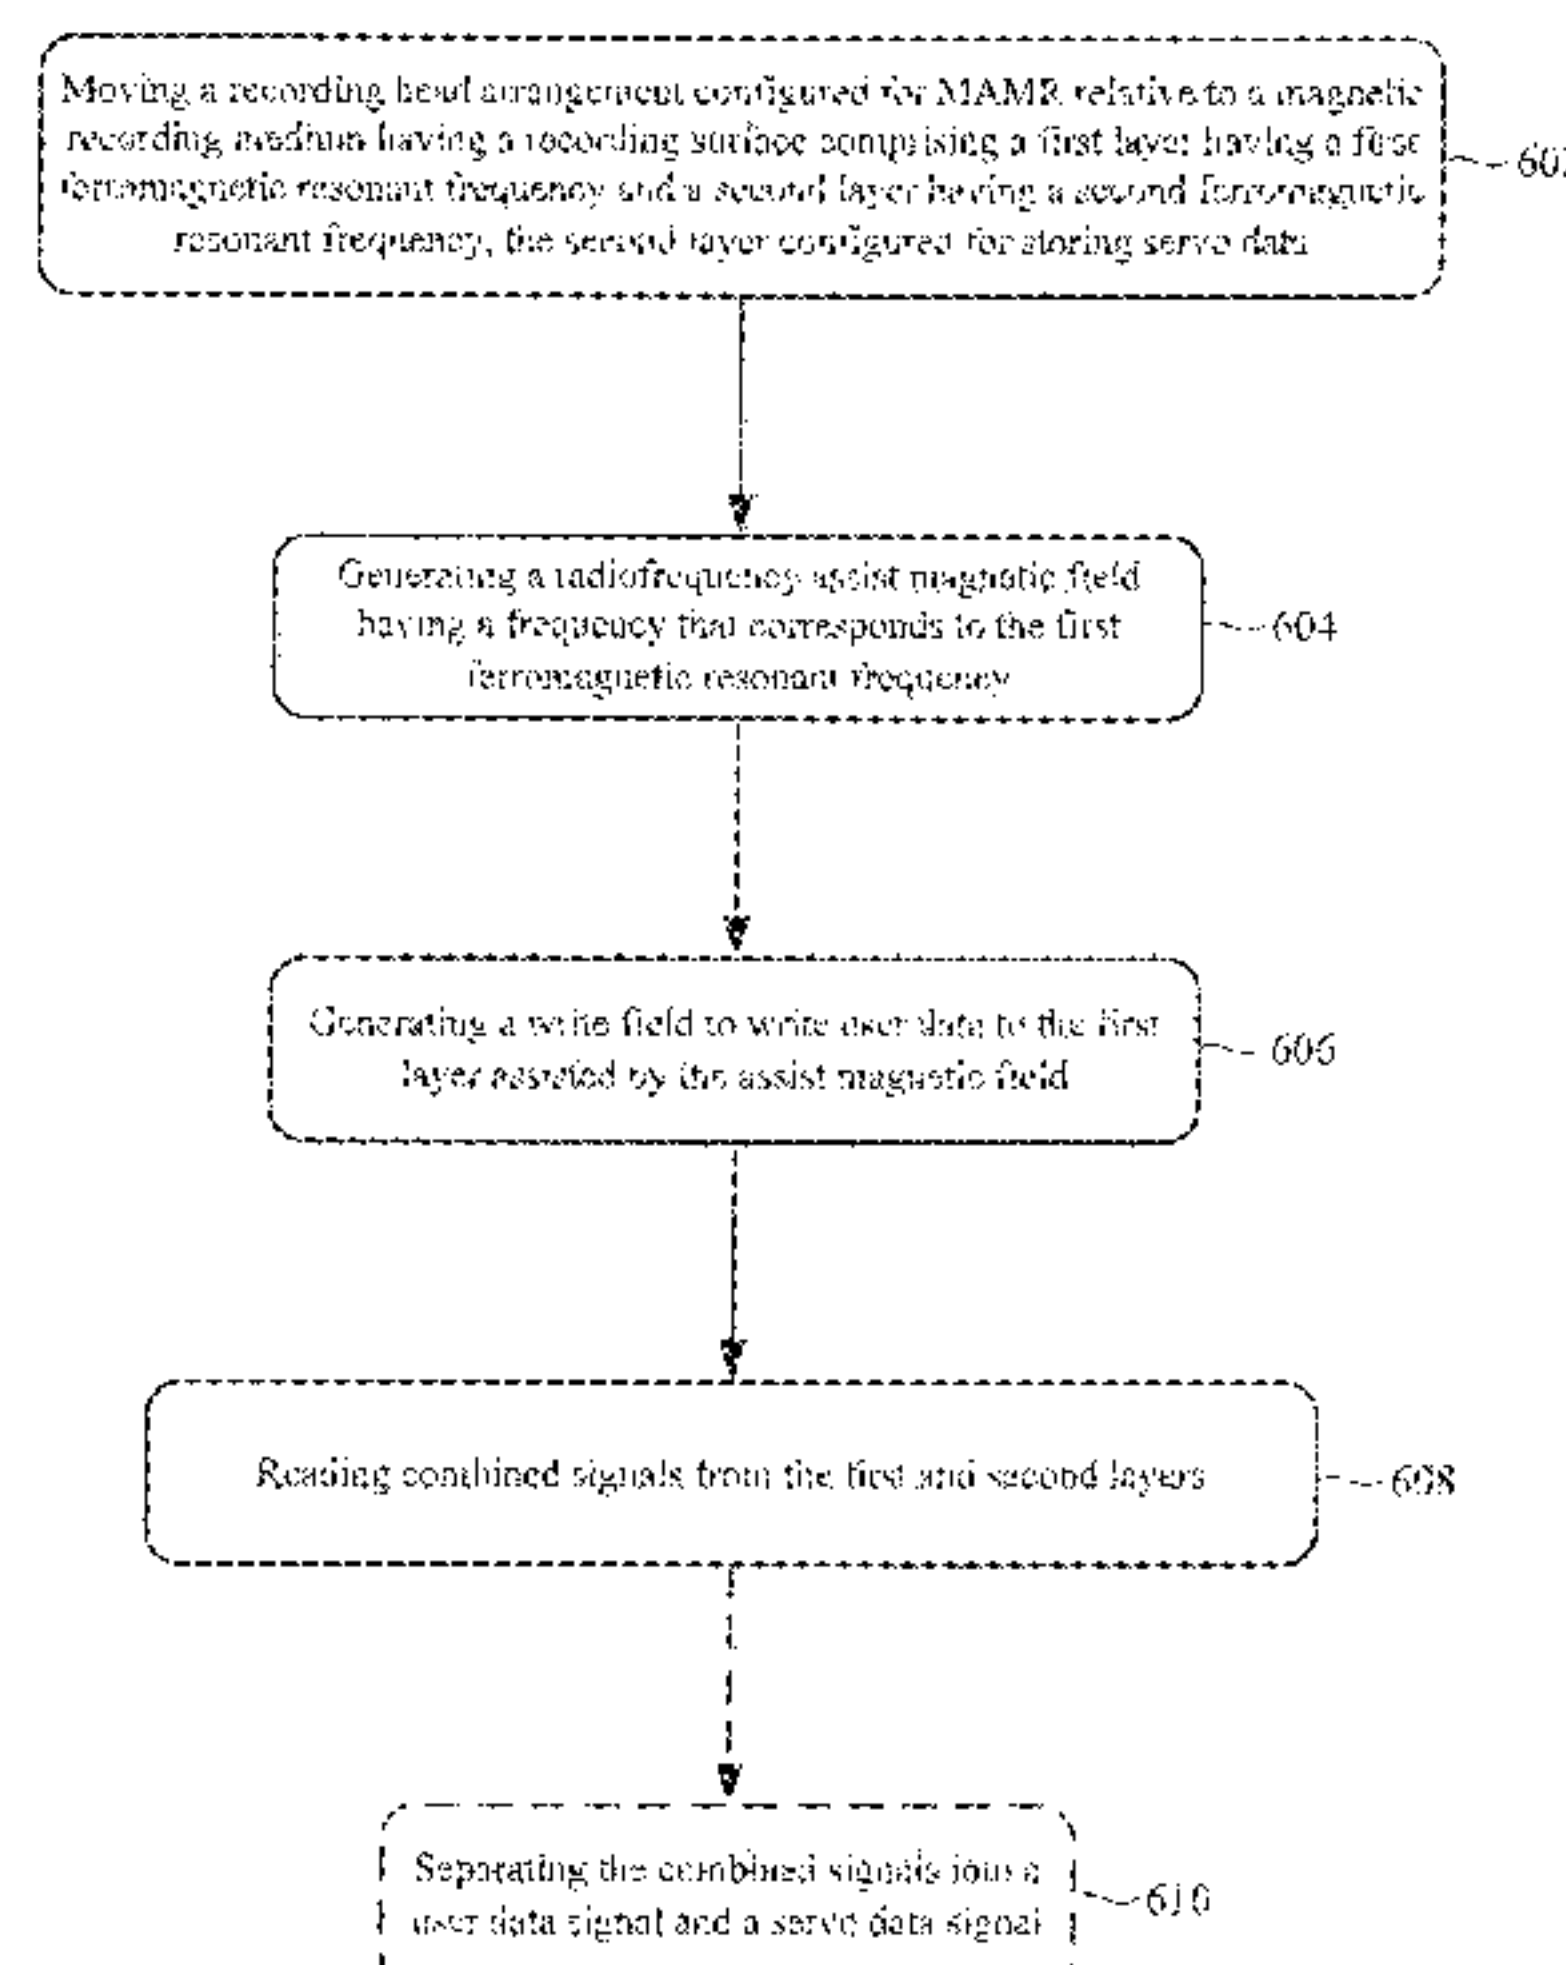 Moving a recording head arrangement configured for MAMR relative to a magnetic
recording medium having a recording surface comprising a first layer having a first
ferromagnetic resonant frequency and a second layer having a second ferromagnetic
resonant frequency, the second layer configured for storing servo data
60
Generating a radiofrequency assist magnetic field
having a frequency that corresponds to the first
ferromagnetic resonant frequency
604
Generating a write field to write user data to the first
layer assisted by the assist magnetic field
606
Reading combined signals from the first and second layers
608
Separating the combined signals into a
user data signal and a servo data signal
610